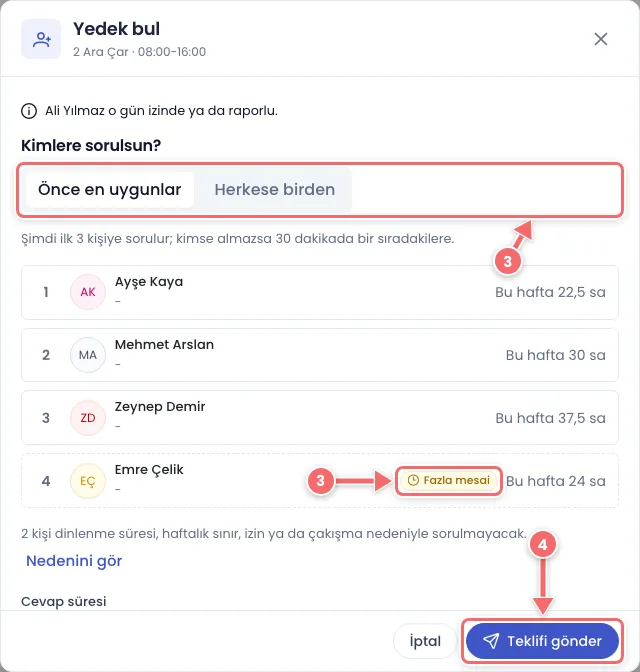 Yedek bul
2 Ara Çar · 08:00-16:00
Ali Yılmaz o gün izinde ya da raporlu.
Kimlere sorulsun?
Önce en uygunlar
Herkese birden
Şimdi ilk 3 kişiye sorulur; kimse almazsa 30 dakikada bir sıradakilere.
3
1
AK
Ayşe Kaya
-
Bu hafta 22,5 sa
2
MA
Mehmet Arslan
-
Bu hafta 30 sa
3
ZD
Zeynep Demir
-
Bu hafta 37,5 sa
4
EÇ
Emre Çelik
-
3
Fazla mesai
Bu hafta 24 sa
2 kişi dinlenme süresi, haftalık sınır, izin ya da çakışma nedeniyle sorulmayacak.
4
Nedenini gör
Cevap süresi
İptal
Teklifi gönder